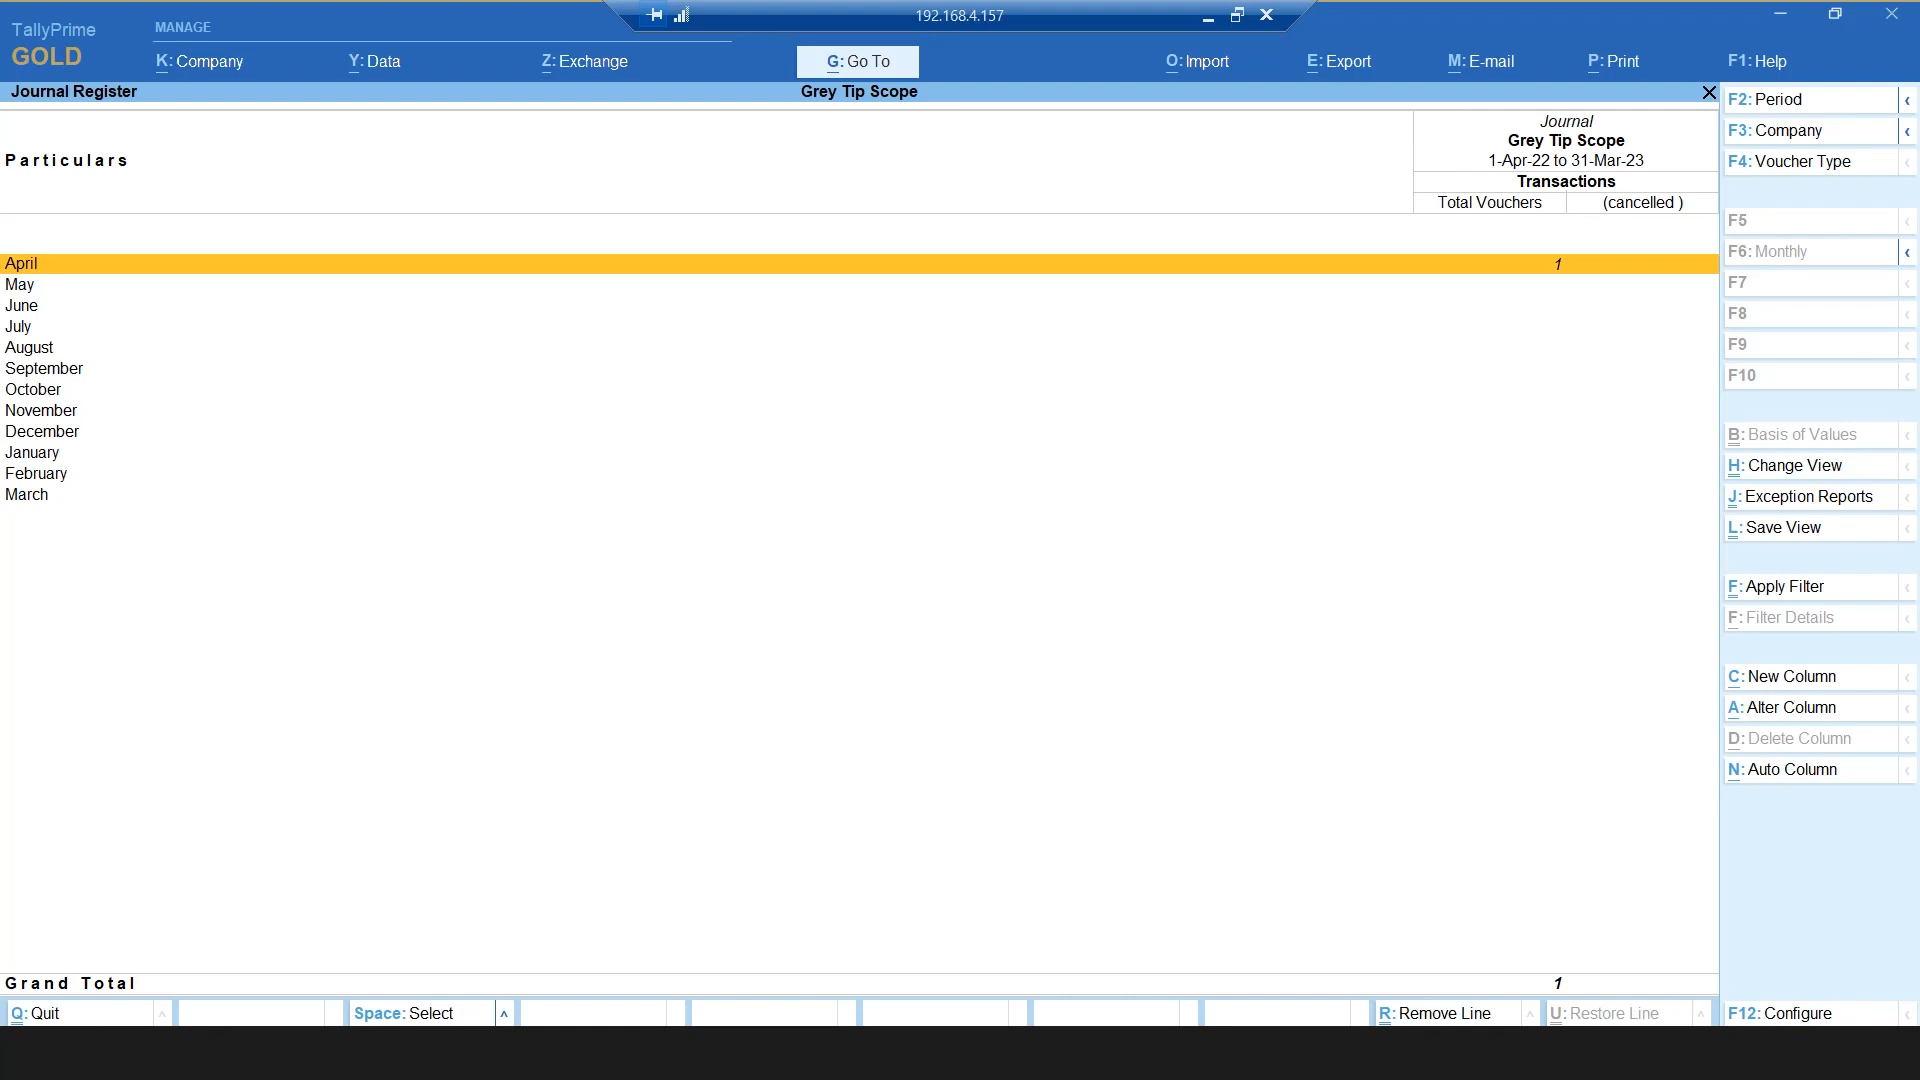 192.168.4.157
TallyPrime
GOLD
MANAGE
K: Company
Y: Data
Z: Exchange
G: Go To
O: Import
E: Export
M: E-mail
P: Print
F1: Help
Journal Register
Grey Tip Scope
Particulars
Journal
Grey Tip Scope
1-Apr-22 to 31-Mar-23
Transactions
Total Vouchers
(cancelled )
April 1
May
June
July
August
September
October
November
December
January
February
March
Grand Total 1
F2: Period
F3: Company
F4: Voucher Type
F5
F6: Monthly
F7
F8
F9
F10
B: Basis of Values
H: Change View
J: Exception Reports
L: Save View
F: Apply Filter
F: Filter Details
C: New Column
A: Alter Column
D: Delete Column
N: Auto Column
Q: Quit
Space: Select
R: Remove Line
U: Restore Line
F12: Configure